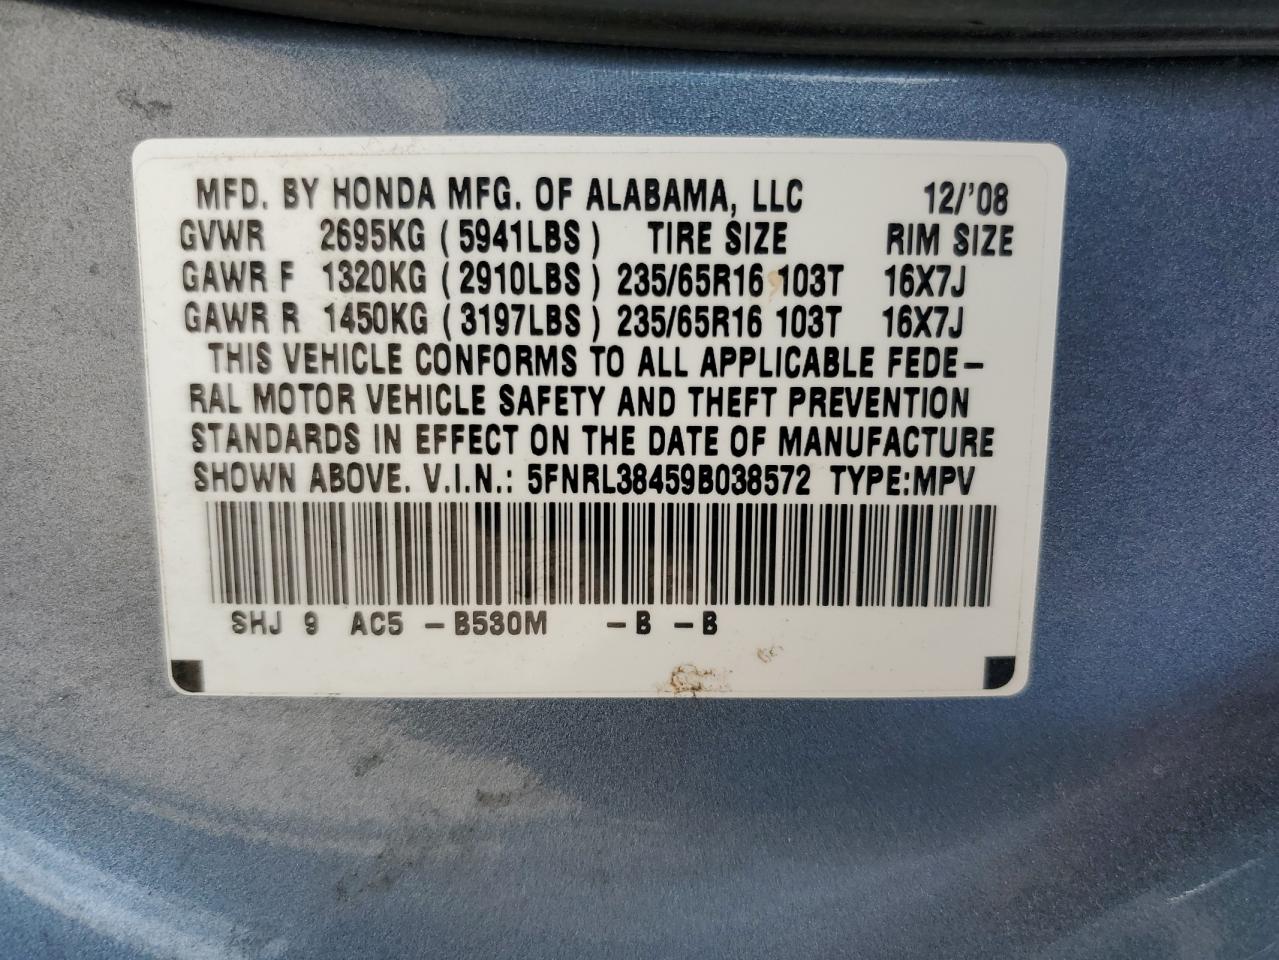 MFD. BY HONDA MFG. OF ALABAMA, LLC 12/'08
GVWR 2695KG (5941LBS) TIRE SIZE RIM SIZE
GAWR F 1320KG (2910LBS) 235/65R16 103T 16X7J
GAWR R 1450KG (3197LBS) 235/65R16 103T 16X7J
THIS VEHICLE CONFORMS TO ALL APPLICABLE FEDE-
RAL MOTOR VEHICLE SAFETY AND THEFT PREVENTION
STANDARDS IN EFFECT ON THE DATE OF MANUFACTURE
SHOWN ABOVE. V.I.N.: 5FNRL38459B038572 TYPE:MPV
SHJ 9 AC5 -B530M -B -B